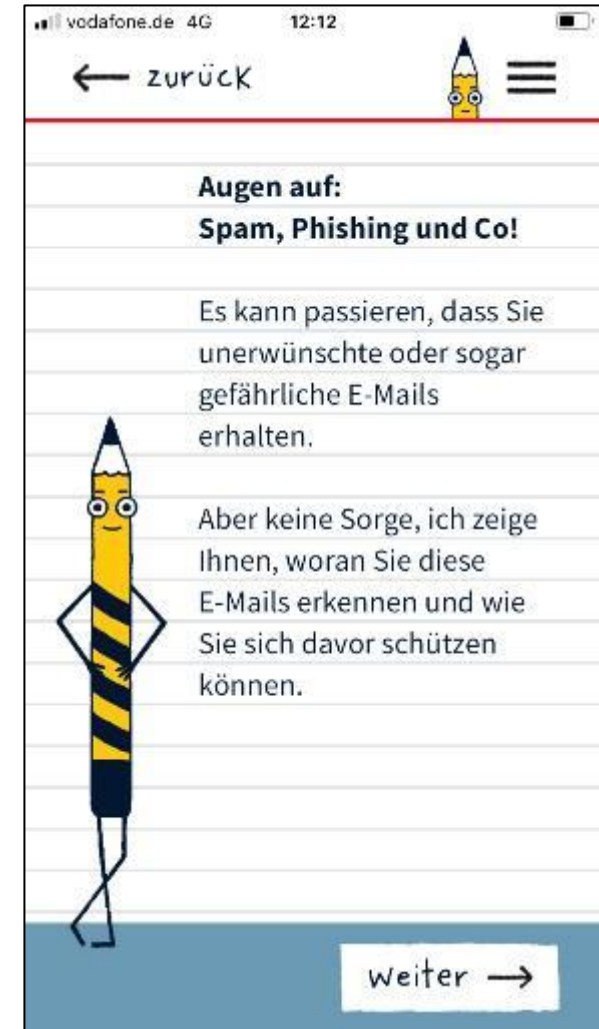 vodafone.de 4G 12:12
← zurück
Augen auf:
Spam, Phishing und Co!
Es kann passieren, dass Sie
unerwünschte oder sogar
gefährliche E-Mails
erhalten.
Aber keine Sorge, ich zeige
Ihnen, woran Sie diese
E-Mails erkennen und wie
Sie sich davor schützen
können.
weiter →